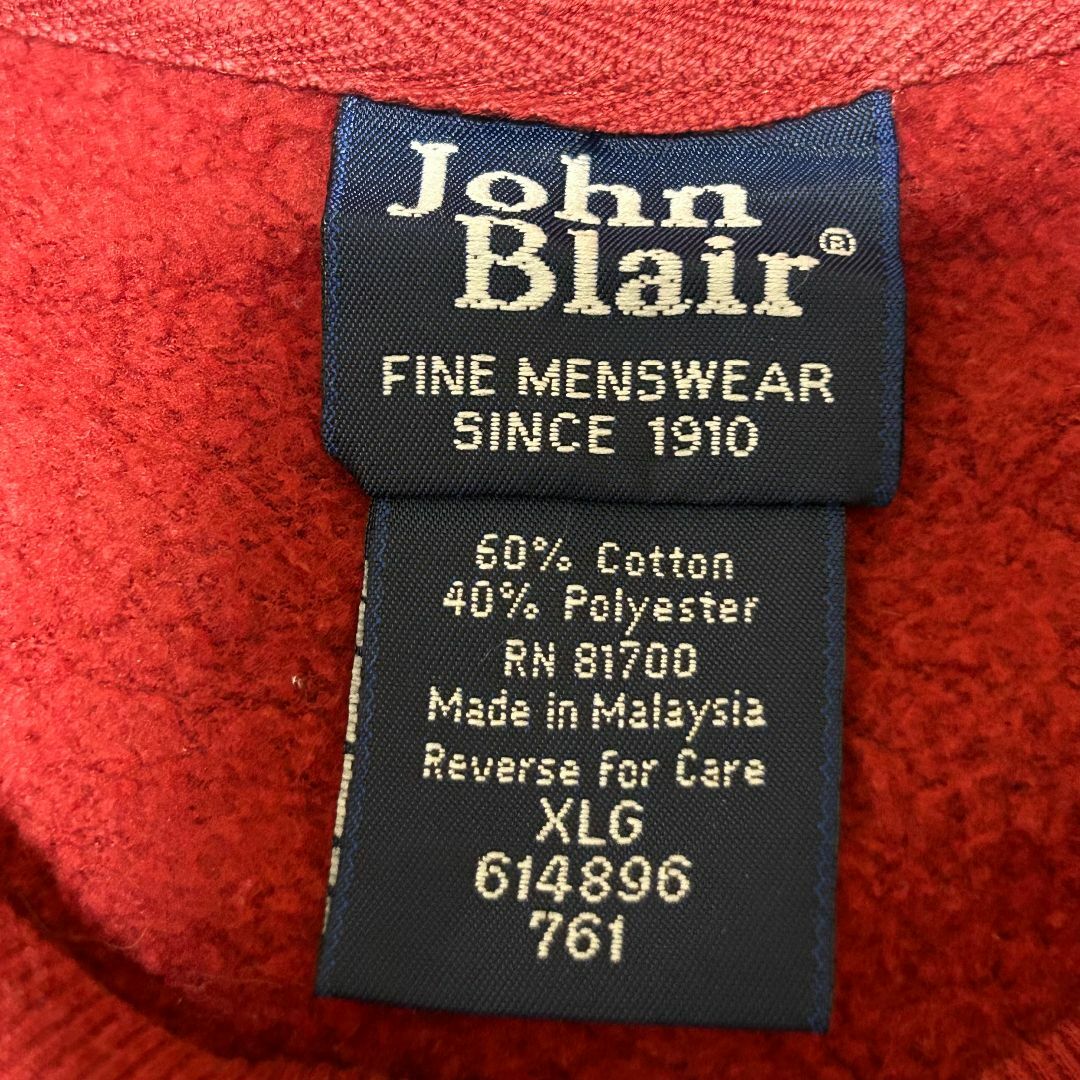 John
Blair®
FINE MENSWEAR
SINCE 1910
60% Cotton
40% Polyester
RN 81700
Made in Malaysia
Reverse for Care
XLG
614896
761